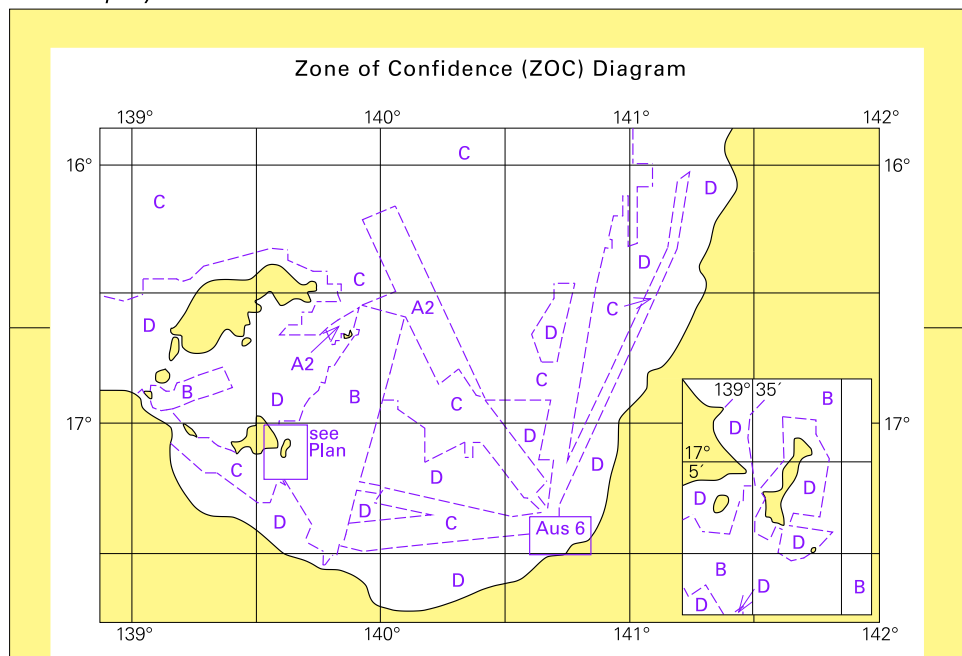 Zone of Confidence (ZOC) Diagram
139° 140° 141° 142°
16° C 16°
C D
D
C
C A2 C
D D
A2
C
B D B C
17° see Plan D 17°
C D D
D D C Aus 6
D
139° 140° 141° 142°
139° 35´
B
D
17°
5´
D D
D
B D B
D